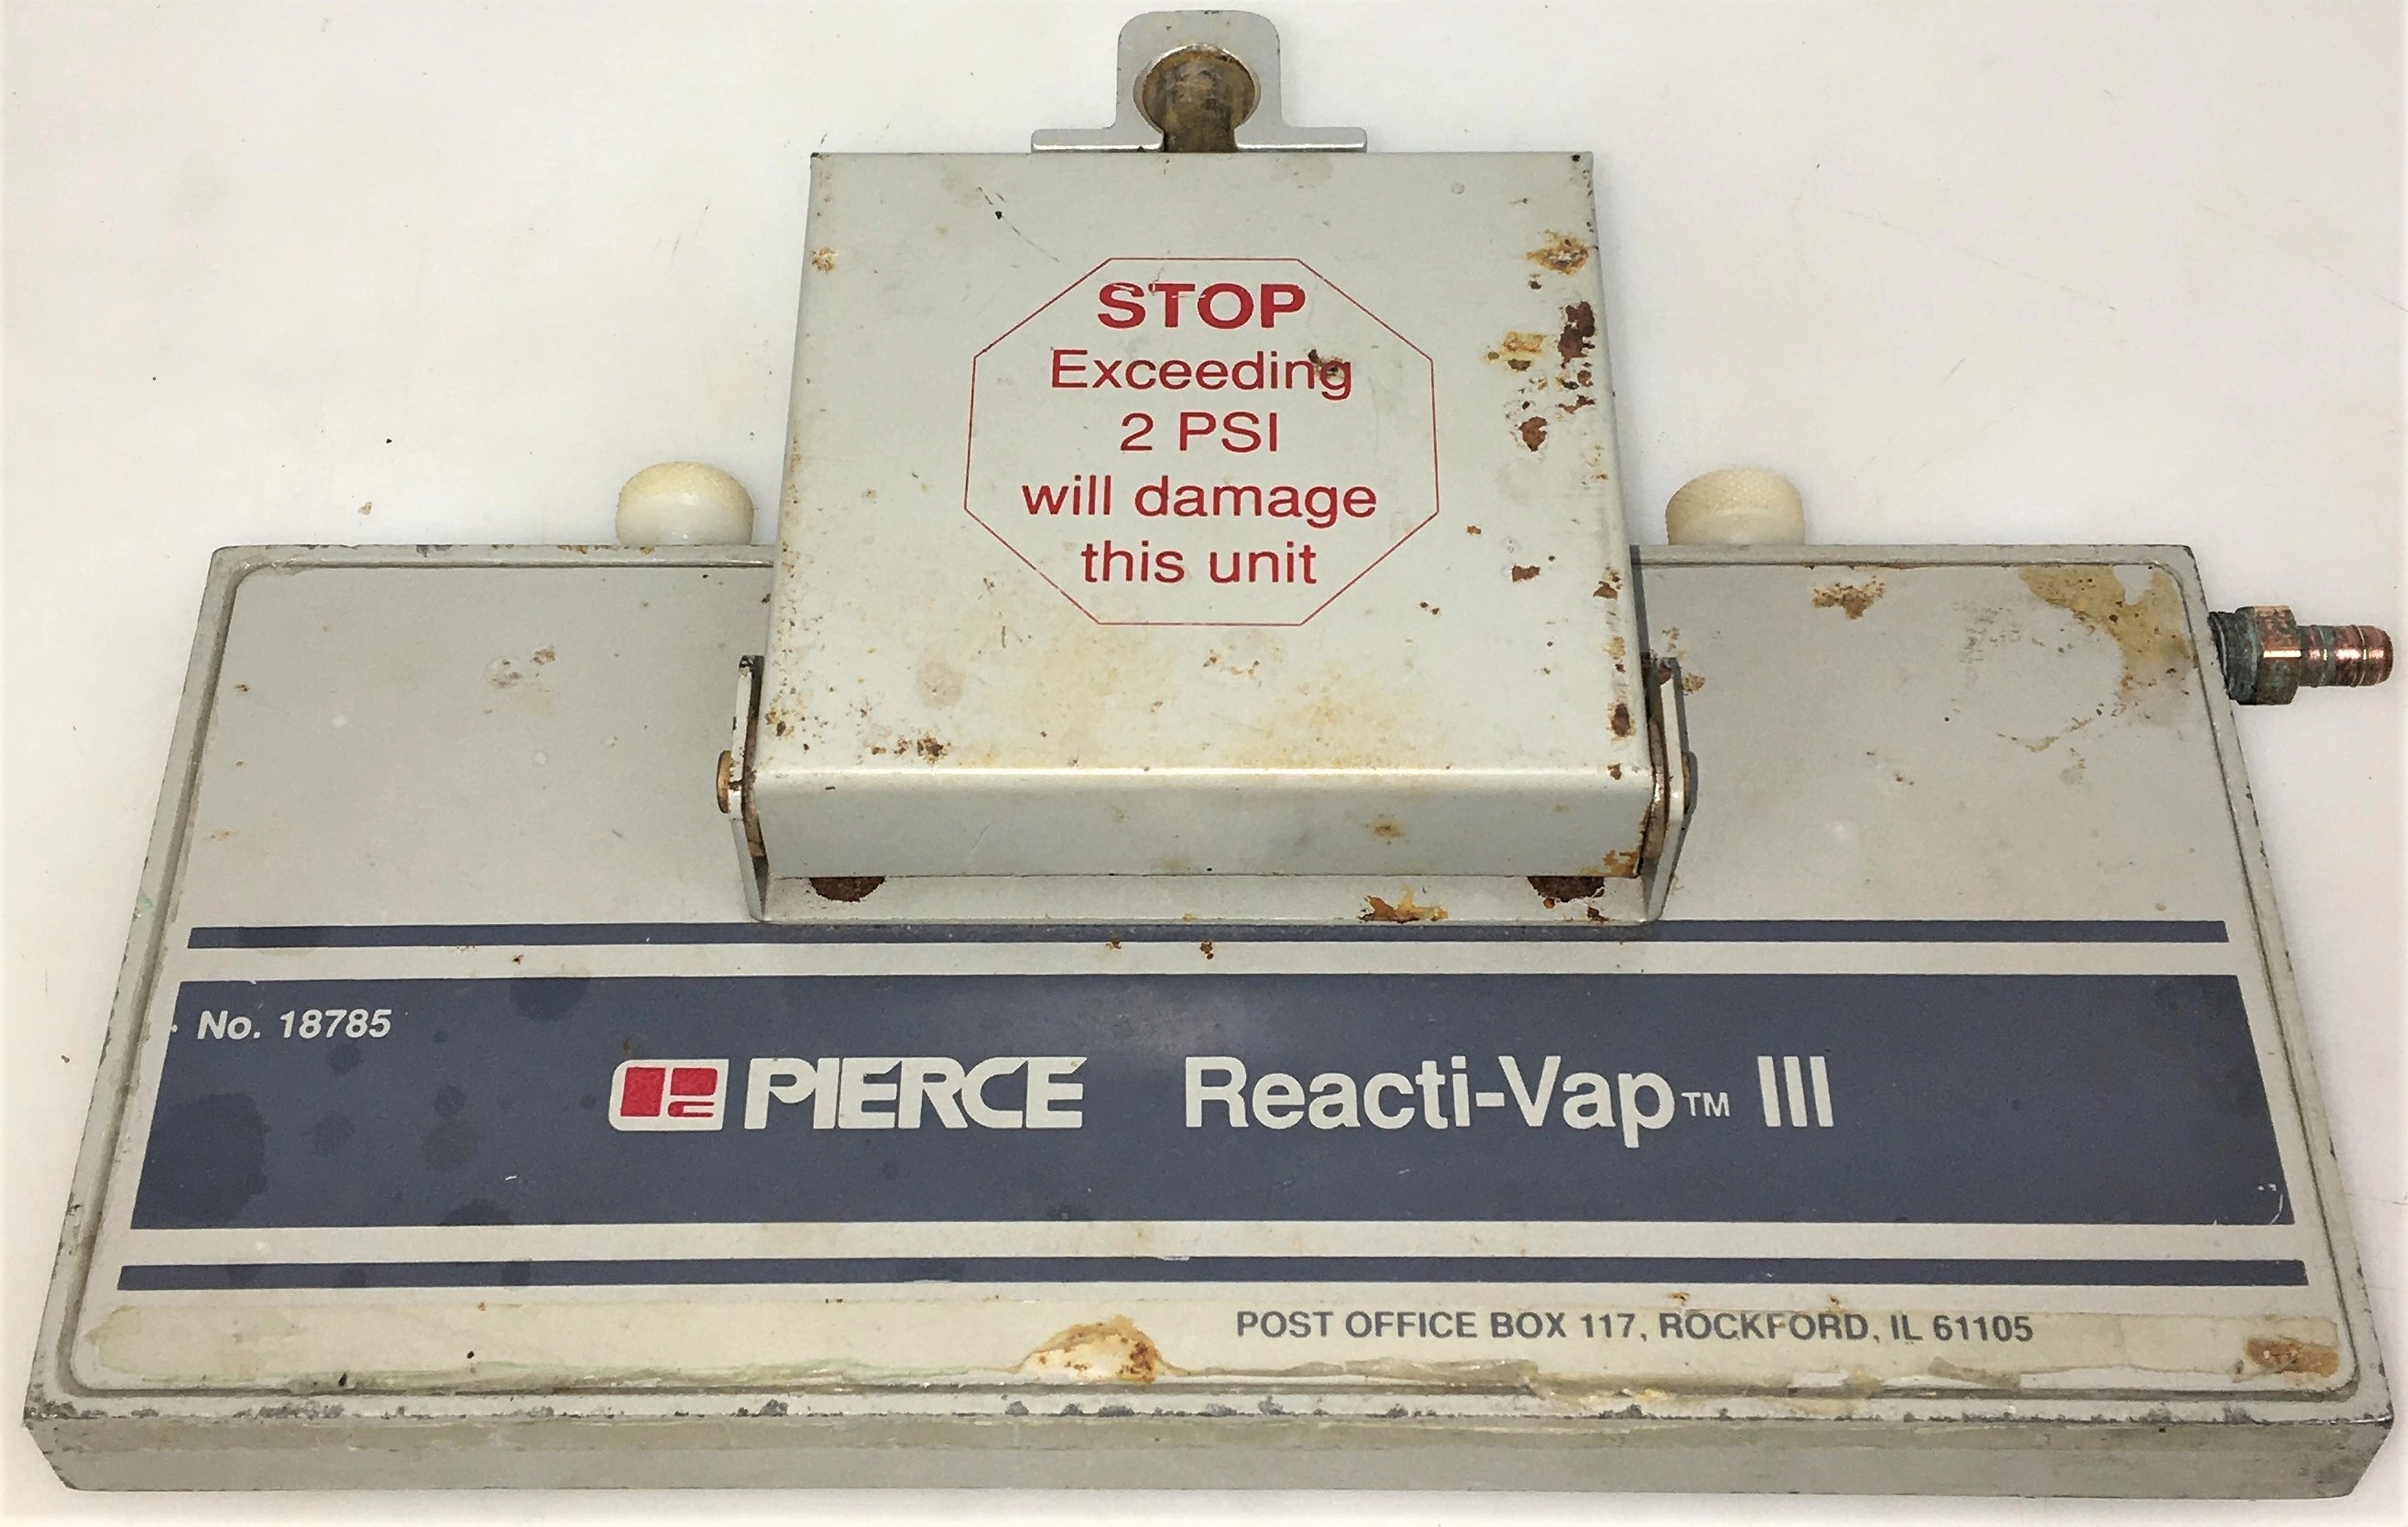 STOP
Exceeding
2 PSI
will damage
this unit
No. 18785
PIERCE Reacti-Vap™ III
POST OFFICE BOX 117, ROCKFORD, IL 61105